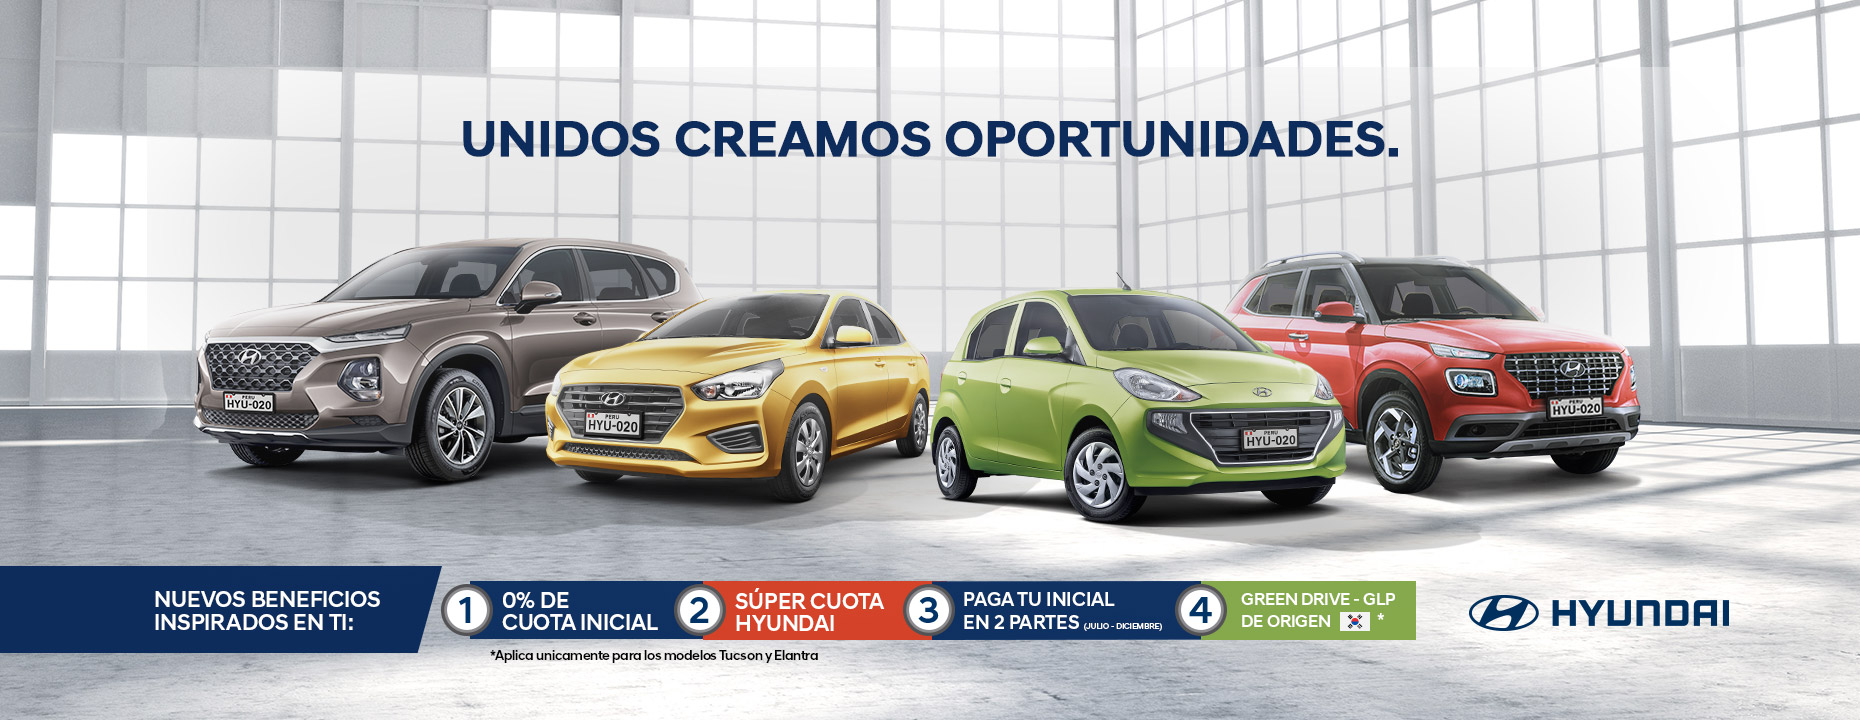 UNIDOS CREAMOS OPORTUNIDADES.
PERU
HYU-020
PERU
HYU-020
PERU
HYU-020
PERU
HYU-020
NUEVOS BENEFICIOS
INSPIRADOS EN TI:
1
0% DE
CUOTA INICIAL
2
SÚPER CUOTA
HYUNDAI
3
PAGA TU INICIAL
EN 2 PARTES (JULIO - DICIEMBRE)
4
GREEN DRIVE - GLP
DE ORIGEN *
HYUNDAI
*Aplica unicamente para los modelos Tucson y Elantra